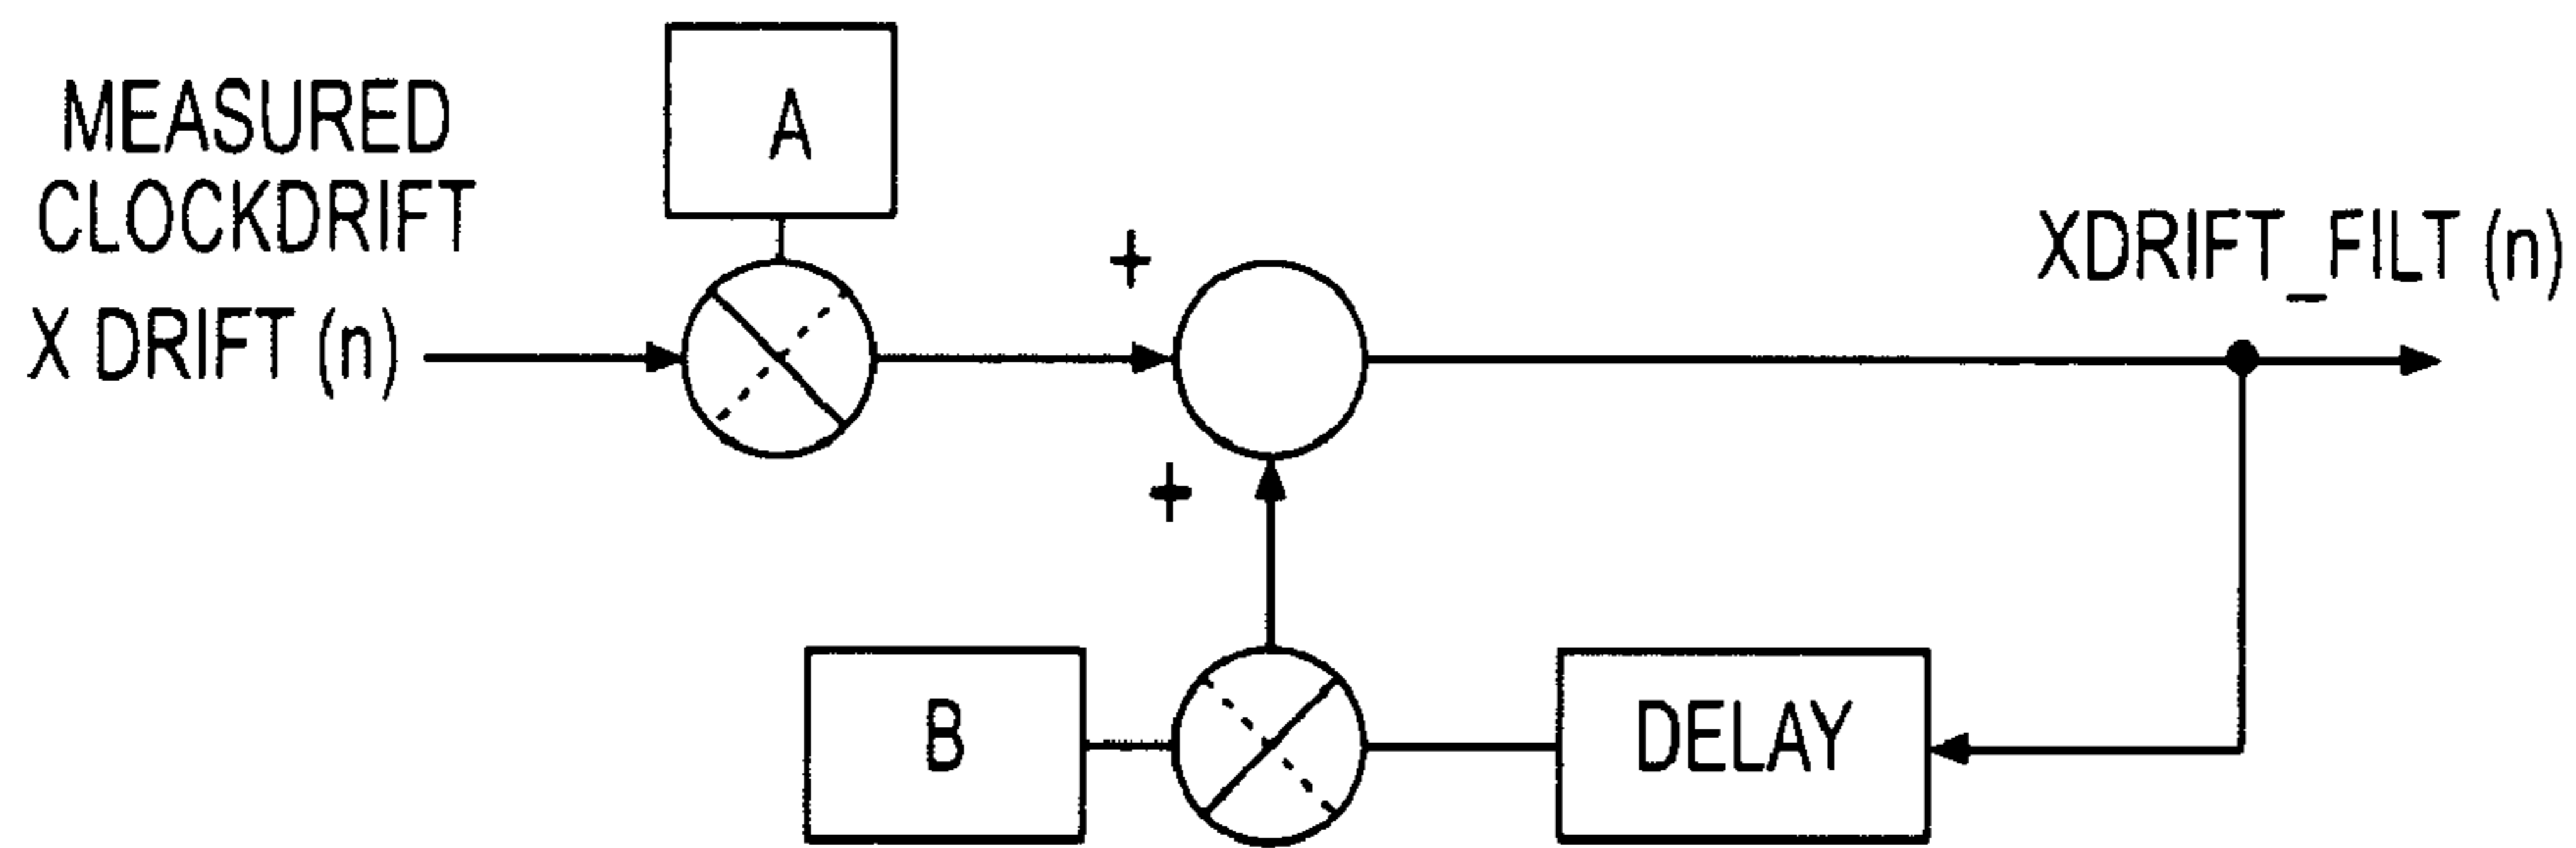 MEASURED
CLOCKDRIFT
X DRIFT (n)
A
+
+
XDRIFT_FILT (n)
B
DELAY